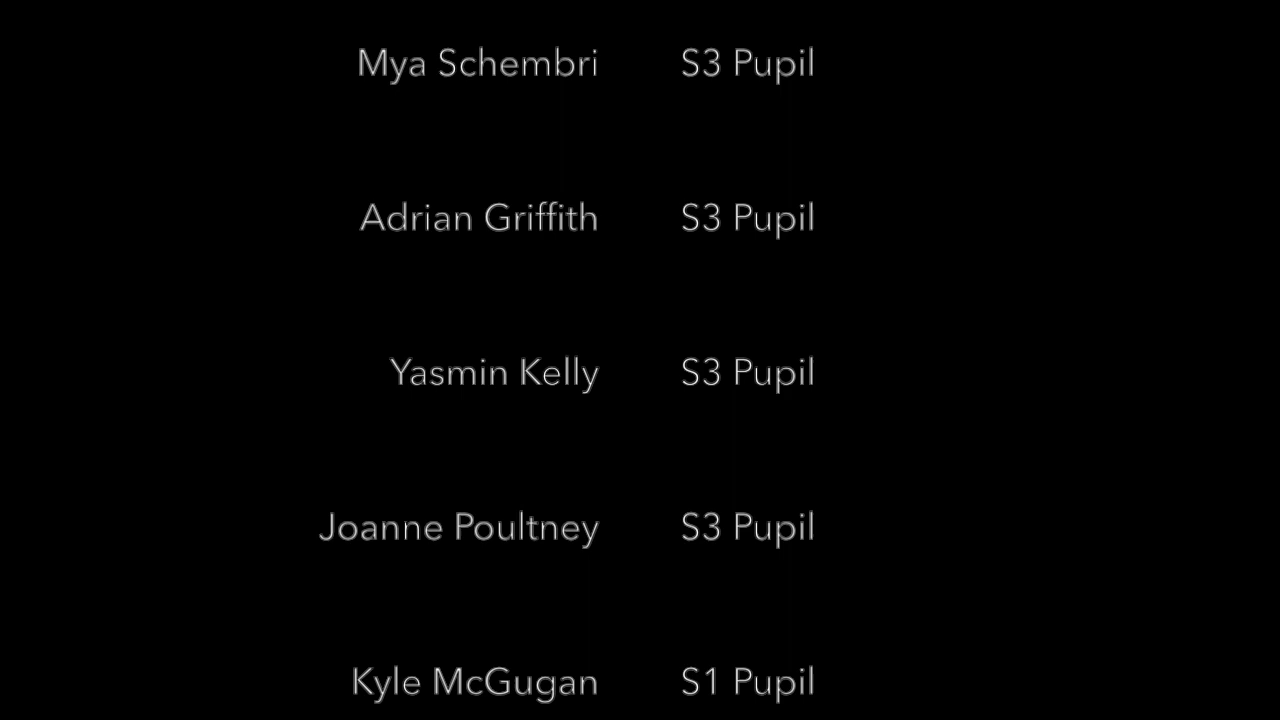 Mya Schembri S3 Pupil
Adrian Griffith S3 Pupil
Yasmin Kelly S3 Pupil
Joanne Poultney S3 Pupil
Kyle McGugan S1 Pupil